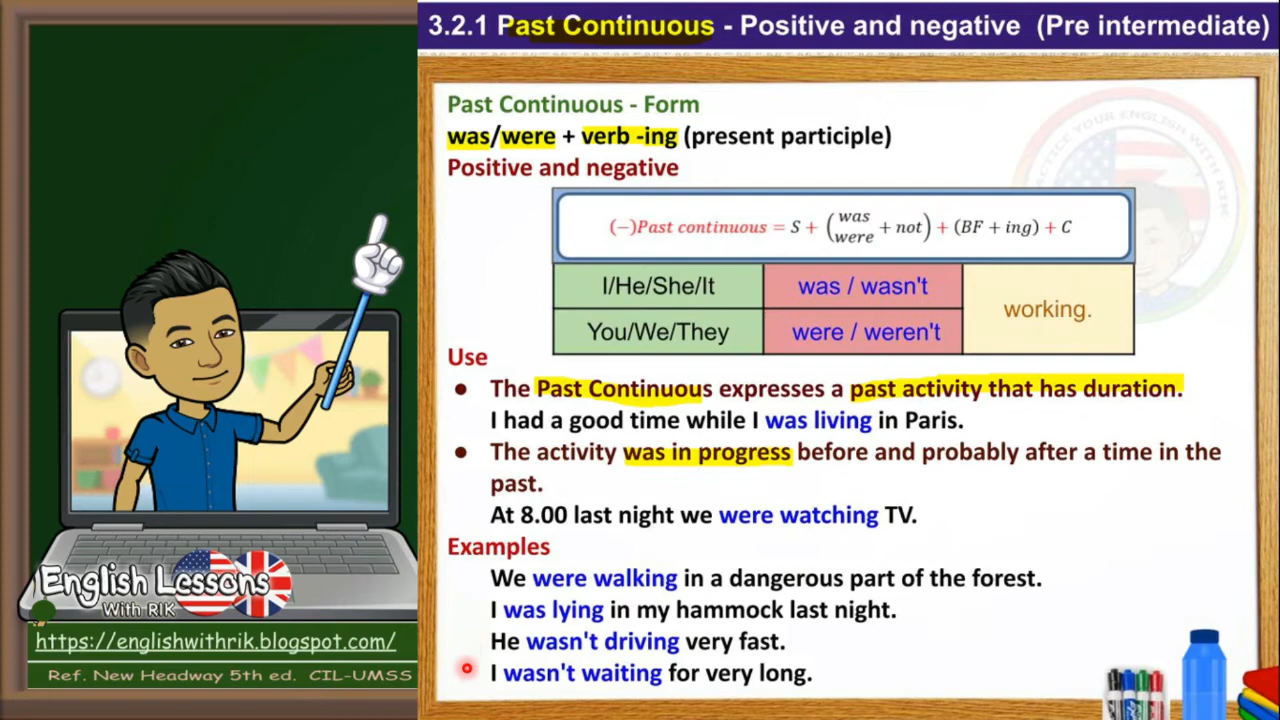 3.2.1 Past Continuous - Positive and negative (Pre intermediate)
Past Continuous - Form
was/were + verb -ing (present participle)
Positive and negative
(−)Past continuous = S + (was were + not) + (BF + ing) + C
I/He/She/It was / wasn't working.
You/We/They were / weren't
Use
● The Past Continuous expresses a past activity that has duration.
I had a good time while I was living in Paris.
● The activity was in progress before and probably after a time in the
past.
At 8.00 last night we were watching TV.
Examples
We were walking in a dangerous part of the forest.
I was lying in my hammock last night.
He wasn't driving very fast.
I wasn't waiting for very long.
English Lessons
With RIK
https://englishwithrik.blogspot.com/
Ref. New Headway 5th ed. CIL-UMSS